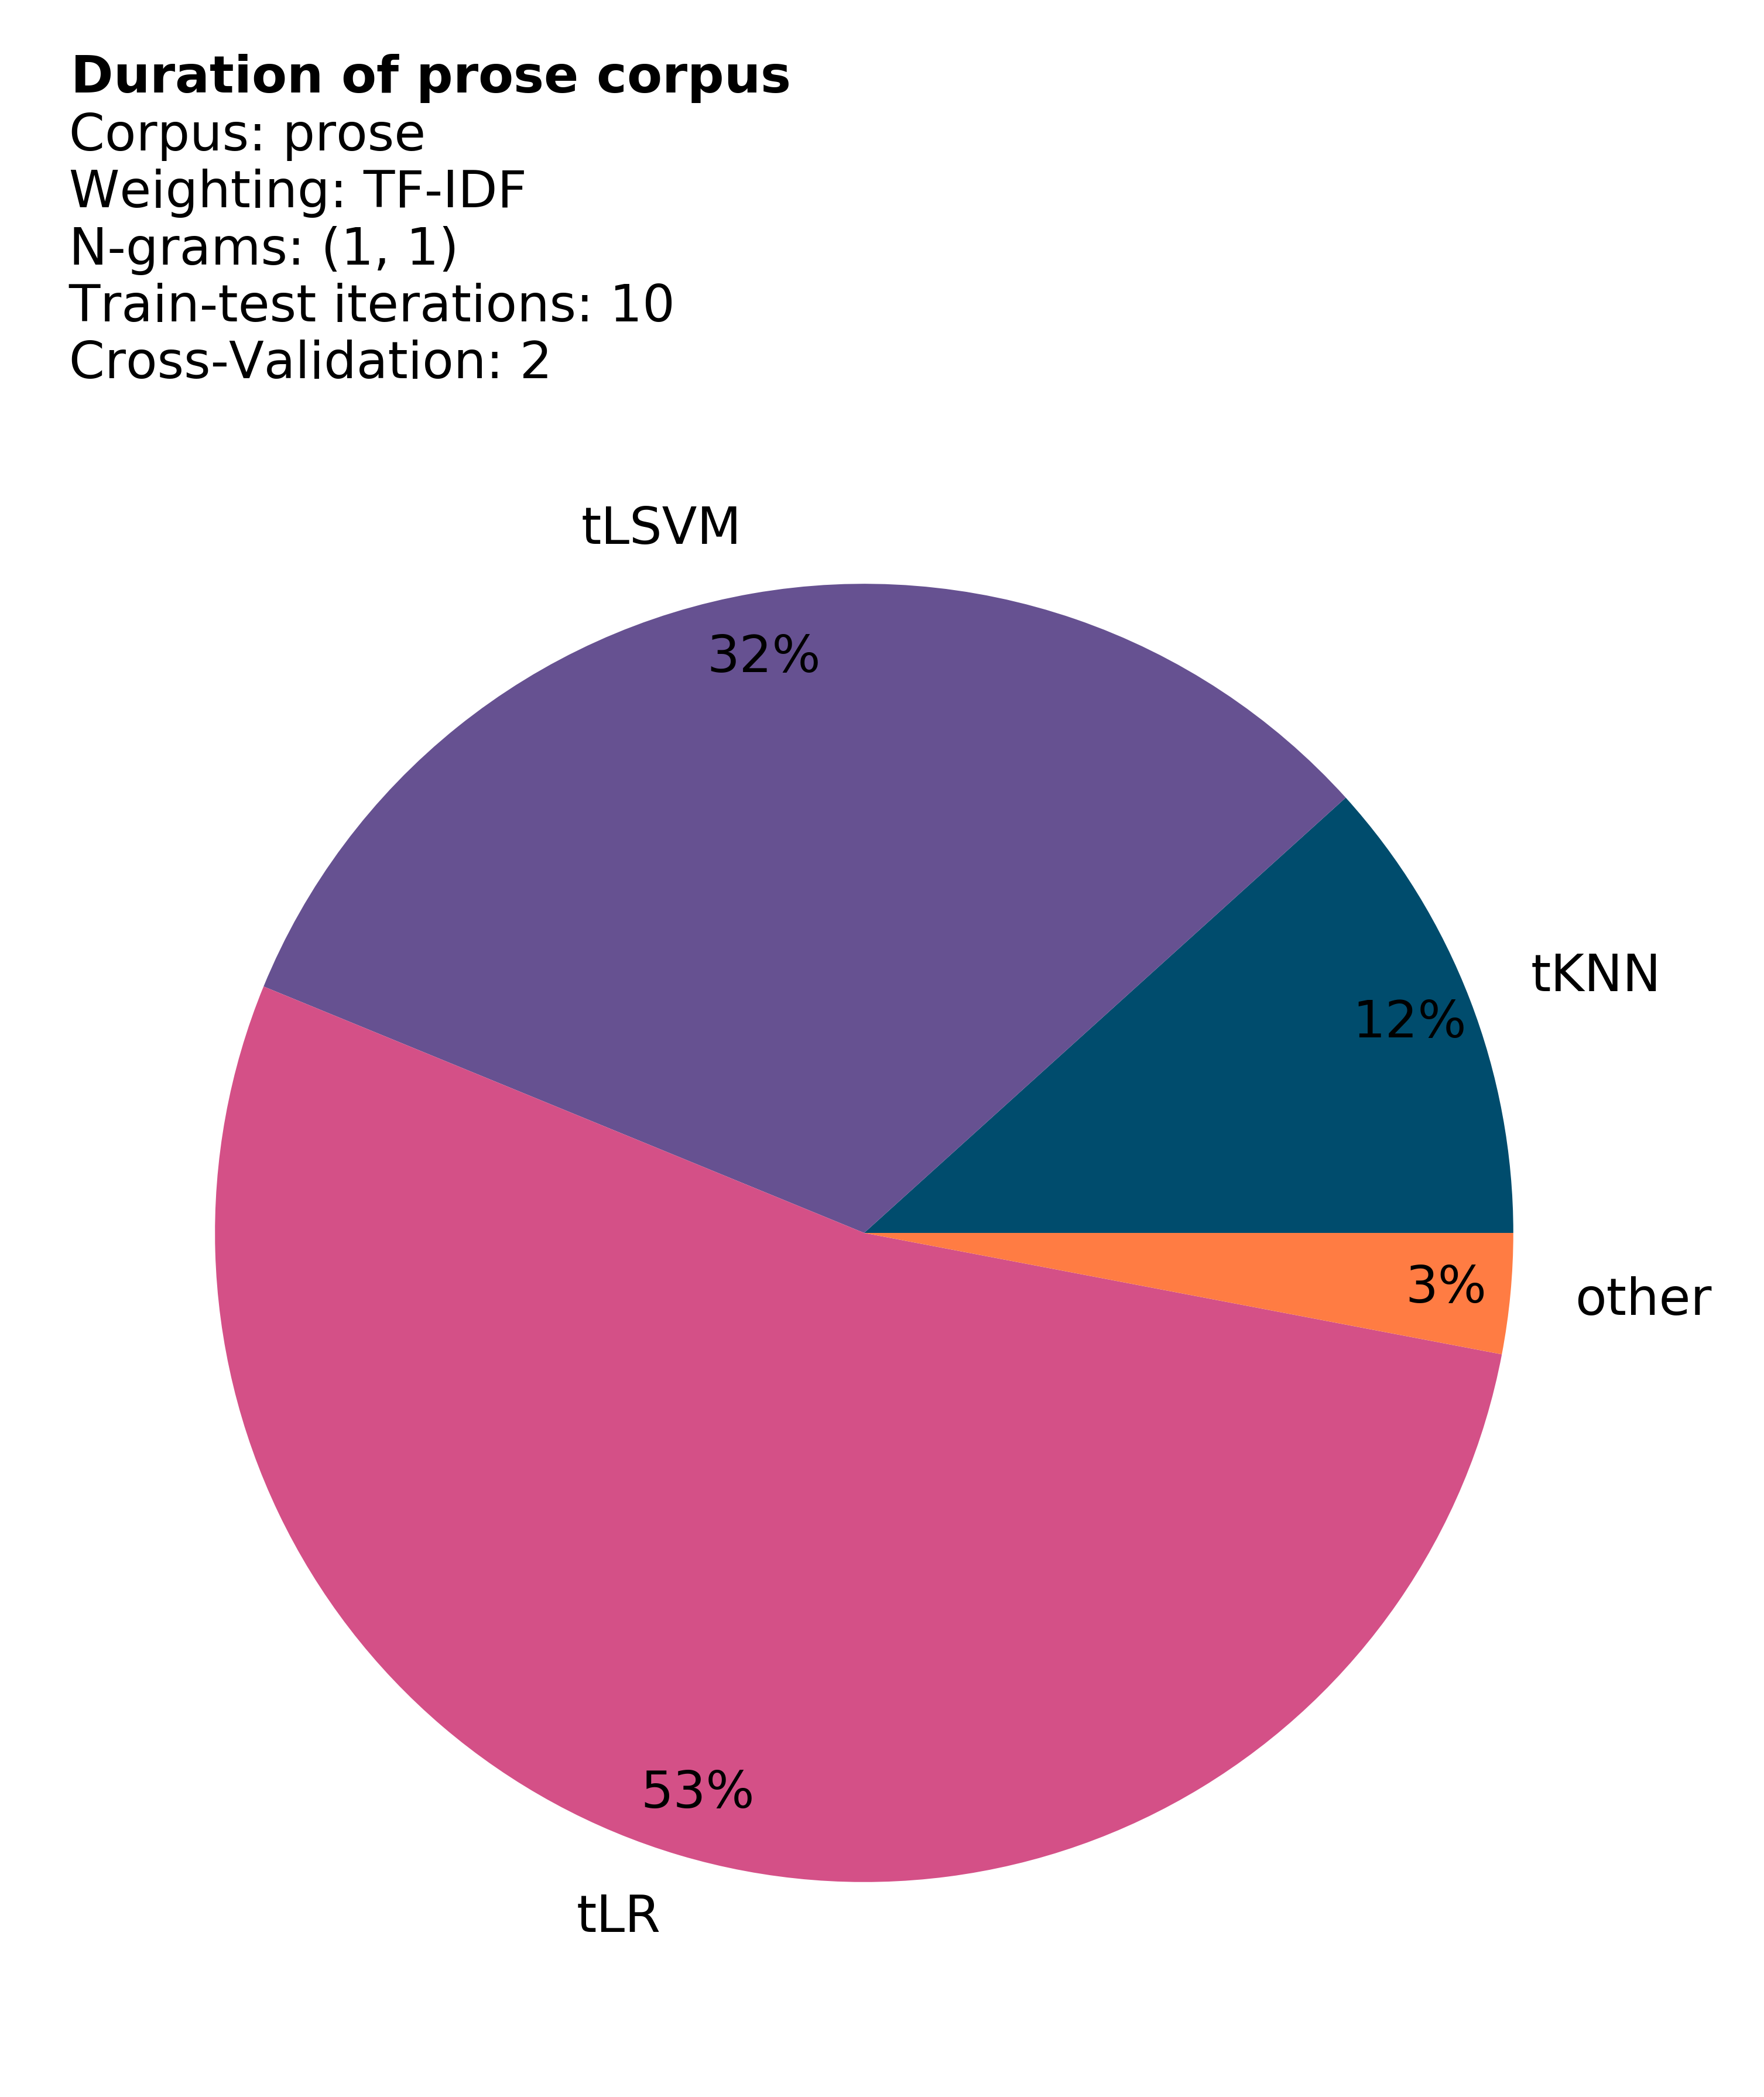 Duration of prose corpus
Corpus: prose
Weighting: TF-IDF
N-grams: (1, 1)
Train-test iterations: 10
Cross-Validation: 2
tLSVM
32%
tKNN
12%
3%
other
53%
tLR